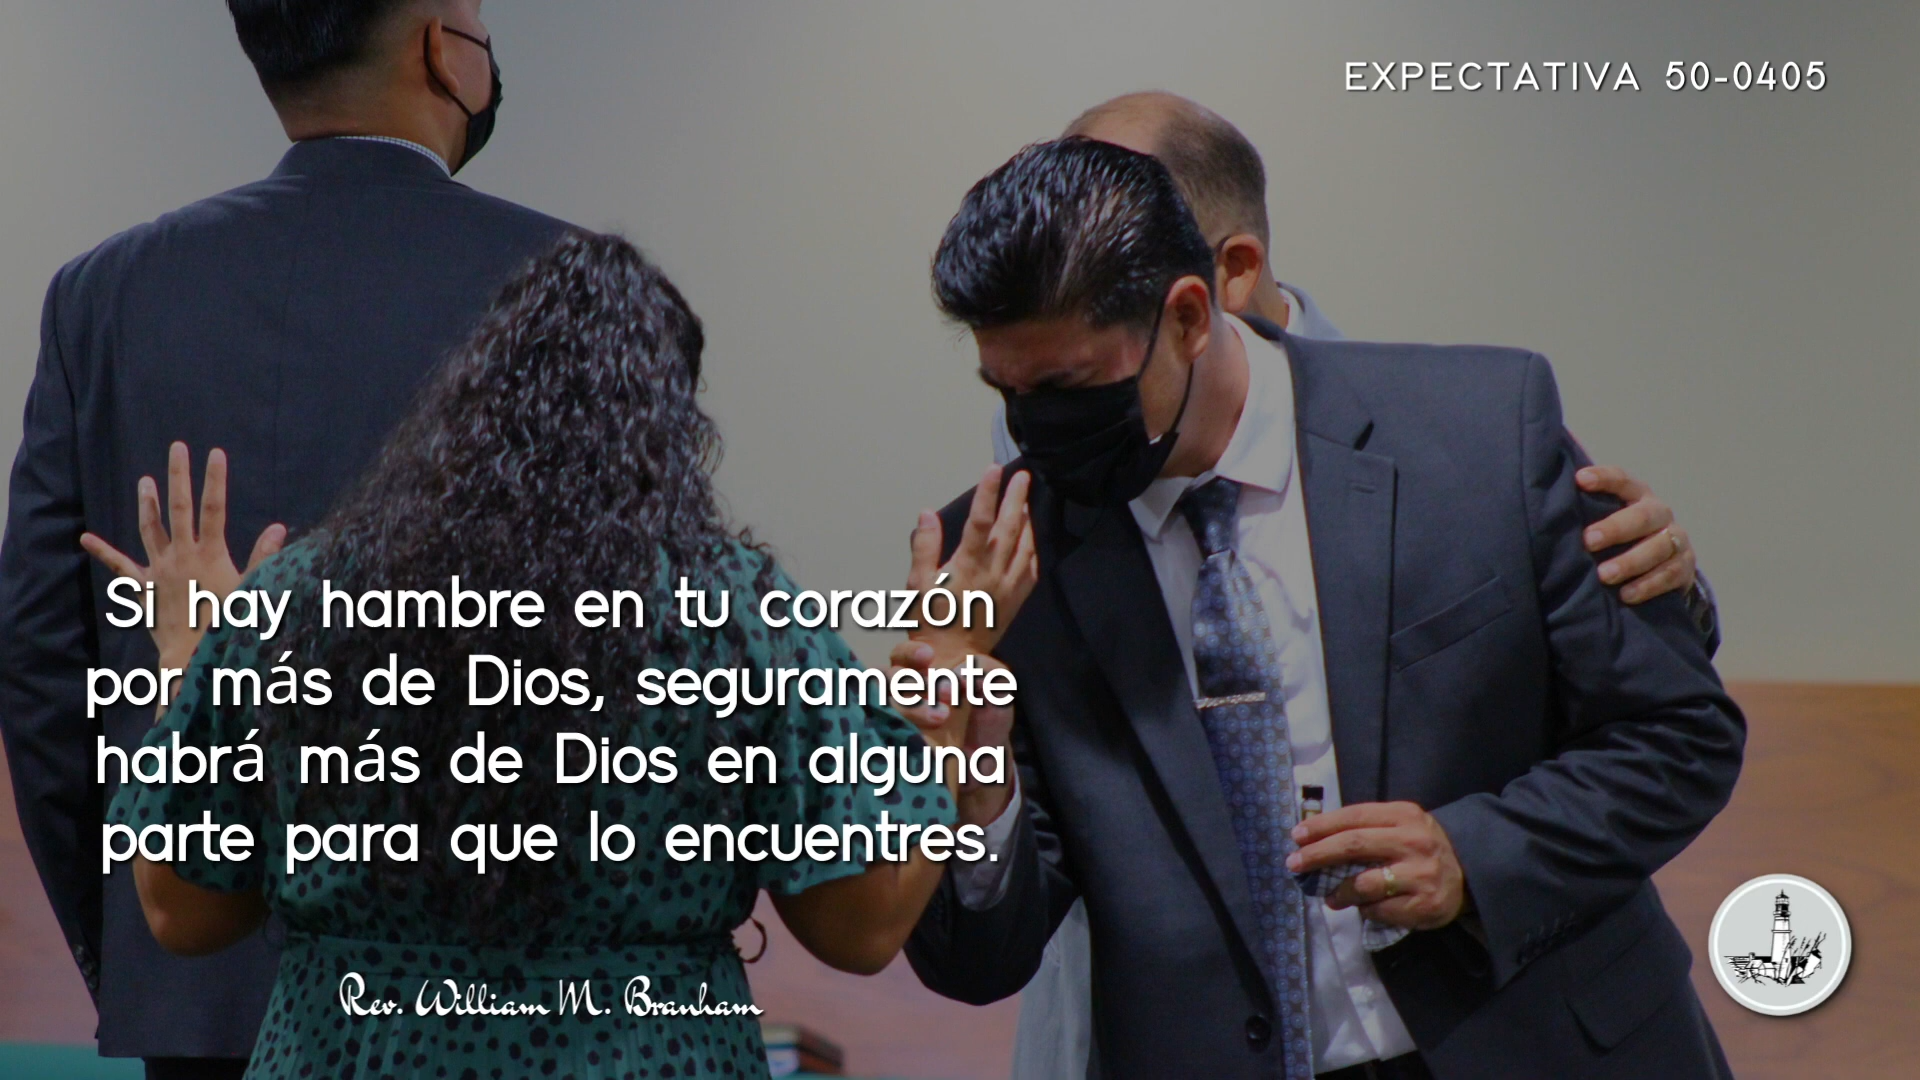 EXPECTATIVA 50-0405
Si hay hambre en tu corazón
por más de Dios, seguramente
habrá más de Dios en alguna
parte para que lo encuentres.
Rev. William M. Branham